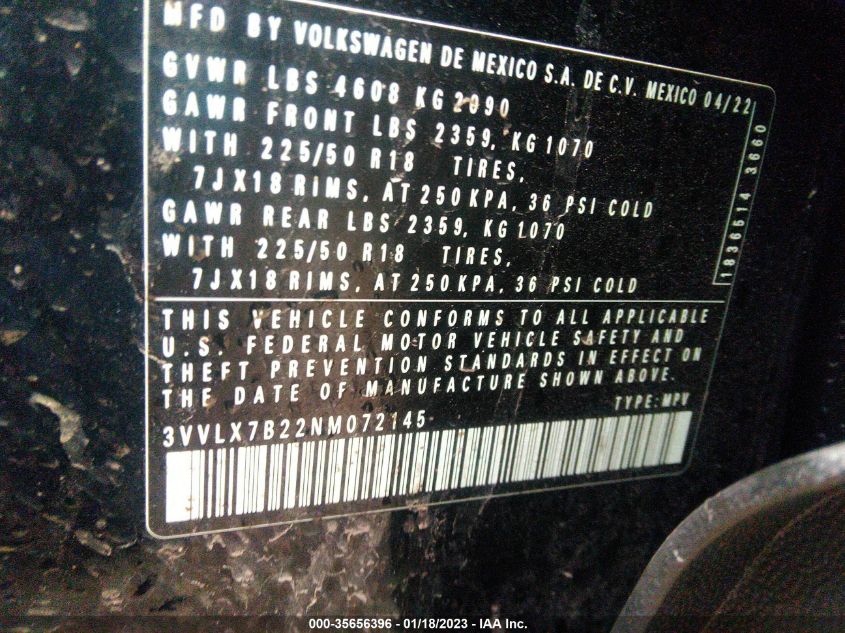 MFD BY VOLKSWAGEN DE MEXICO S.A. DE C.V. MEXICO 04/22
GVWR LBS 4608 KG 2090
GAWR FRONT LBS 2359, KG 1070
WITH 225/50 R18 TIRES,
7JX18 RIMS, AT 250 KPA, 36 PSI COLD
GAWR REAR LBS 2359, KG 1070
WITH 225/50 R18 TIRES,
7JX18 RIMS, AT 250 KPA, 36 PSI COLD
1836514 3660
THIS VEHICLE CONFORMS TO ALL APPLICABLE
U.S. FEDERAL MOTOR VEHICLE SAFETY AND
THEFT PREVENTION STANDARDS IN EFFECT ON
THE DATE OF MANUFACTURE SHOWN ABOVE.
TYPE: MPV
3VVLX7B22NM072145
000-35656396 - 01/18/2023 - IAA Inc.